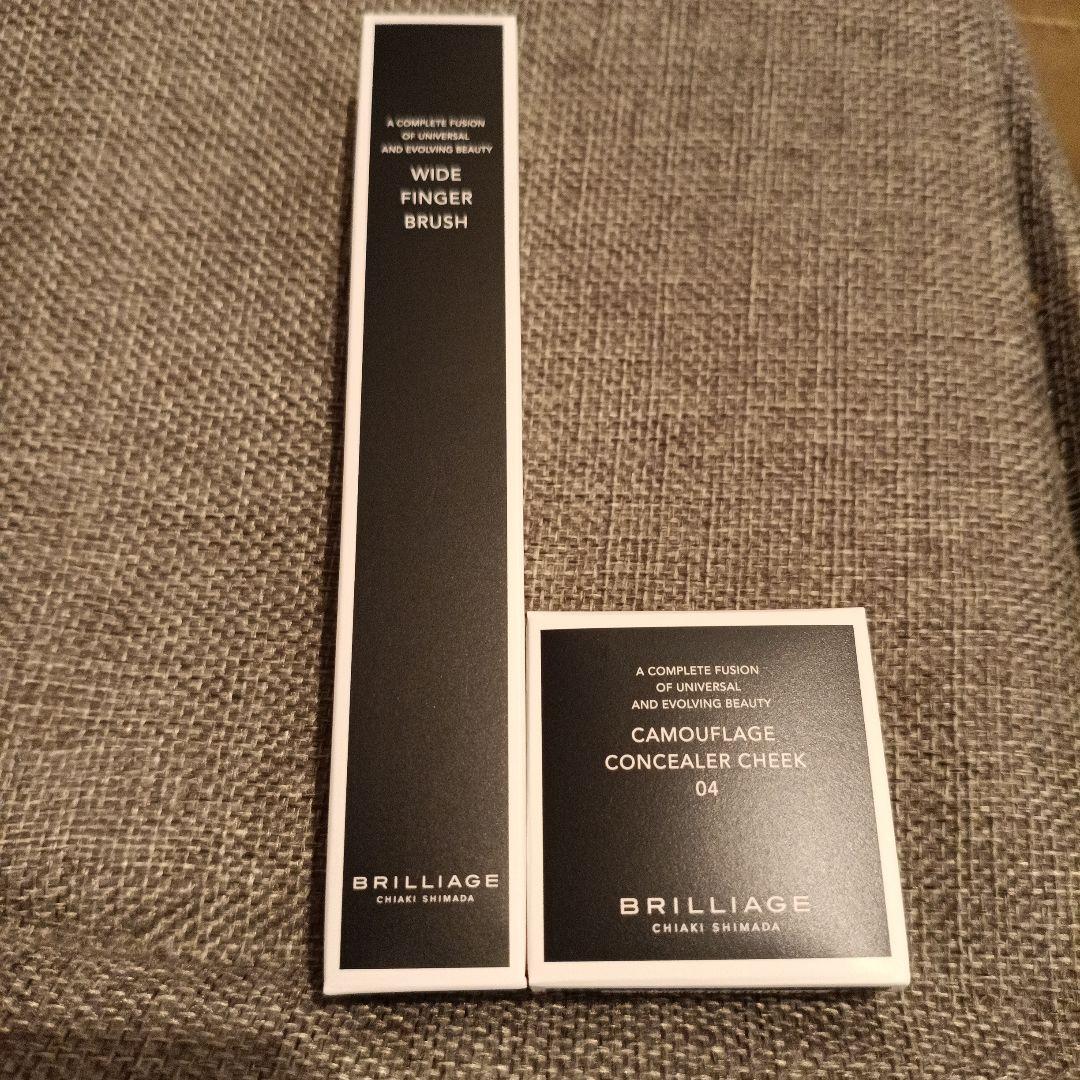 A COMPLETE FUSION
OF UNIVERSAL
AND EVOLVING BEAUTY
WIDE
FINGER
BRUSH
BRILLIAGE
CHIAKI SHIMADA
A COMPLETE FUSION
OF UNIVERSAL
AND EVOLVING BEAUTY
CAMOUFLAGE
CONCEALER CHEEK
04
BRILLIAGE
CHIAKI SHIMADA